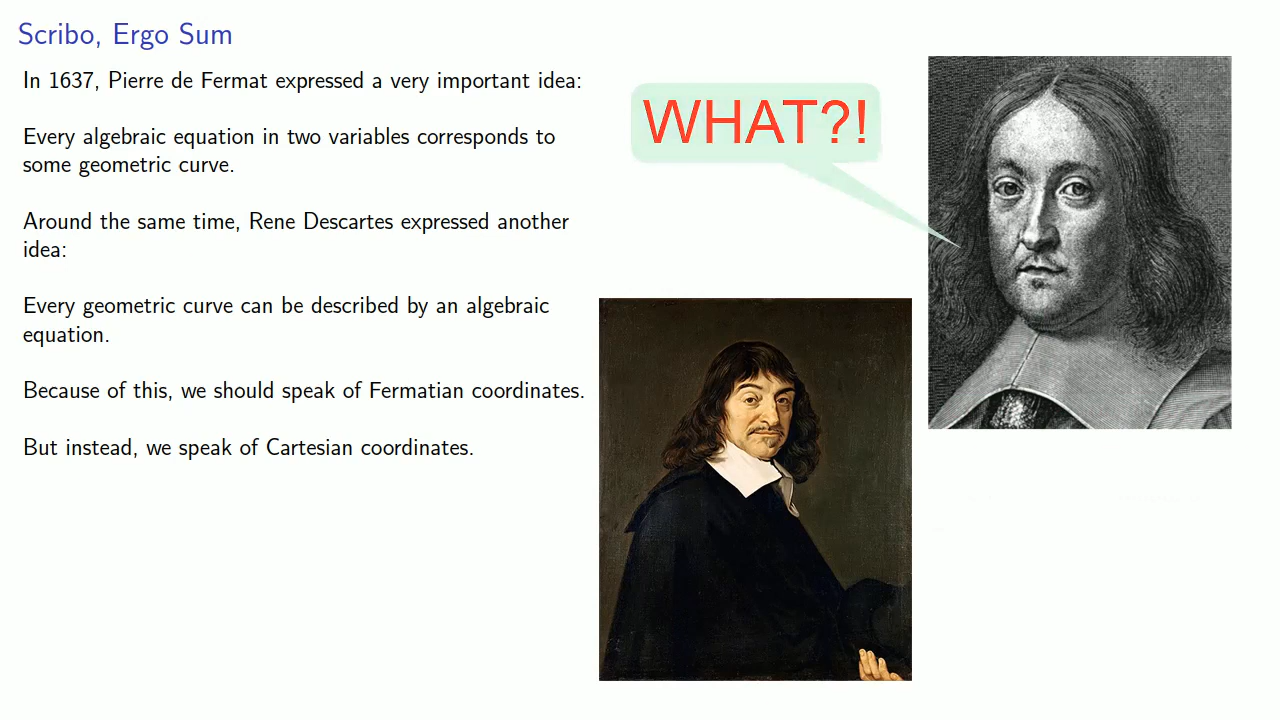 Scribo, Ergo Sum
In 1637, Pierre de Fermat expressed a very important idea:
Every algebraic equation in two variables corresponds to
some geometric curve.
Around the same time, Rene Descartes expressed another
idea:
Every geometric curve can be described by an algebraic
equation.
Because of this, we should speak of Fermatian coordinates.
But instead, we speak of Cartesian coordinates.
WHAT?!